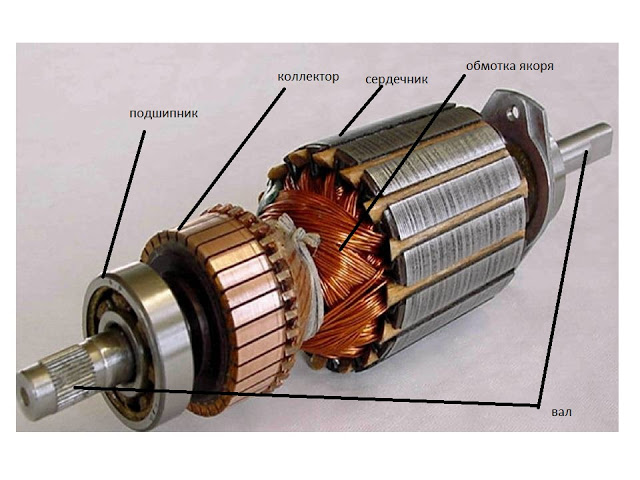 обмотка якоря
коллектор
сердечник
подшипник
вал